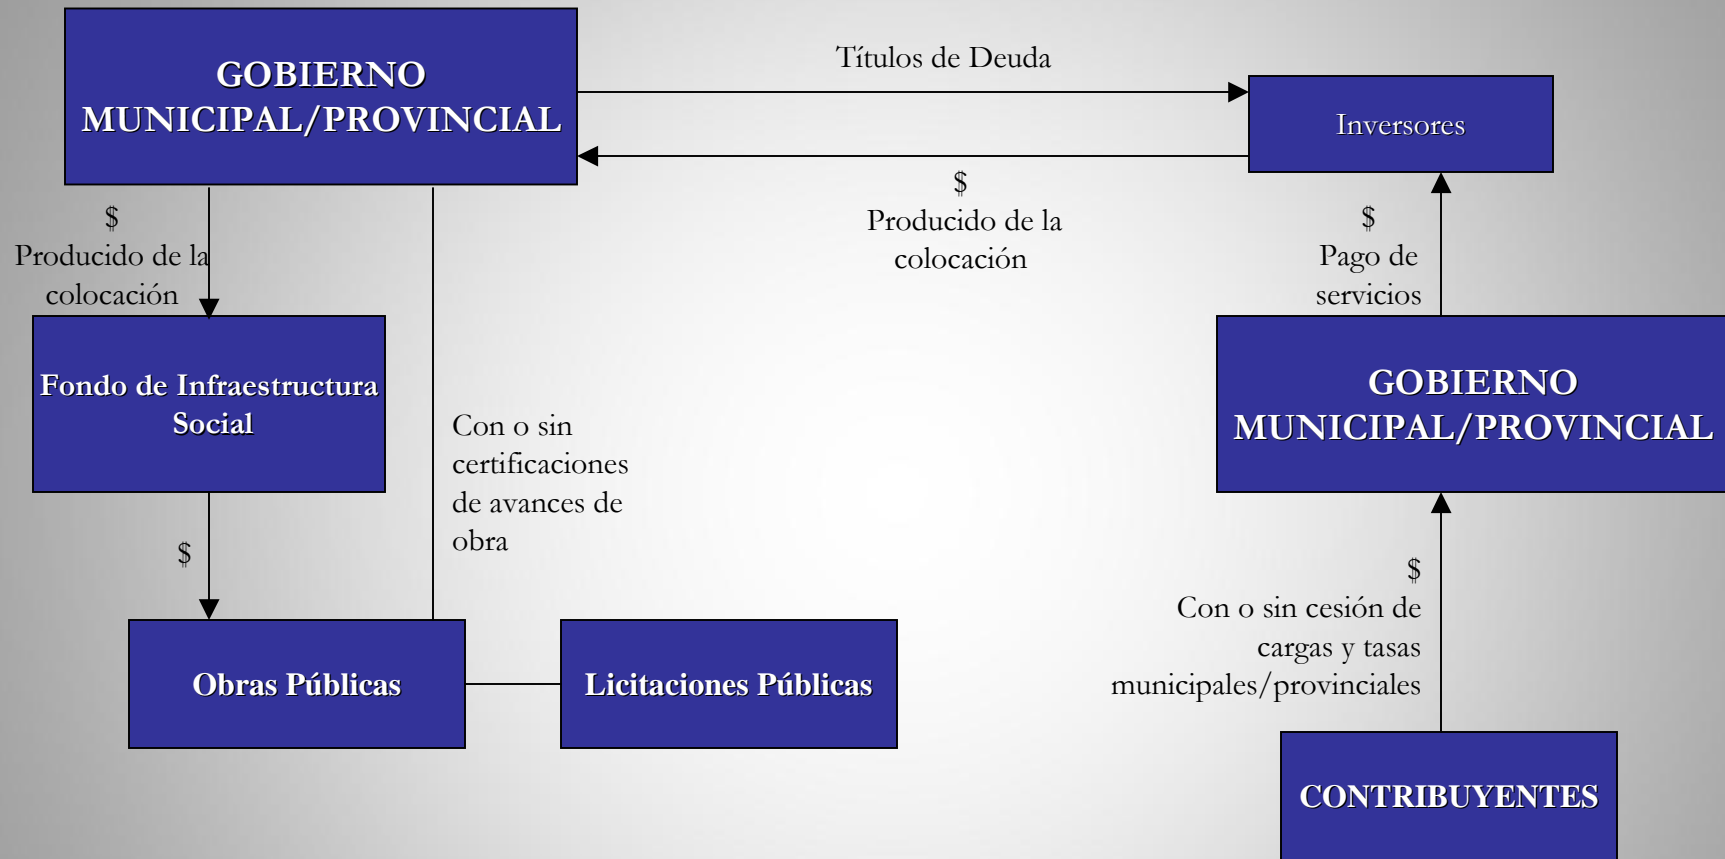 GOBIERNO
MUNICIPAL/PROVINCIAL
Títulos de Deuda
Inversores
$
Producido de la
colocación
$
Producido de la
colocación
$
Pago de
servicios
Fondo de Infraestructura
Social
Con o sin
certificaciones
de avances de
obra
GOBIERNO
MUNICIPAL/PROVINCIAL
$
$
Con o sin cesión de
cargas y tasas
municipales/provinciales
Obras Públicas
Licitaciones Públicas
CONTRIBUYENTES